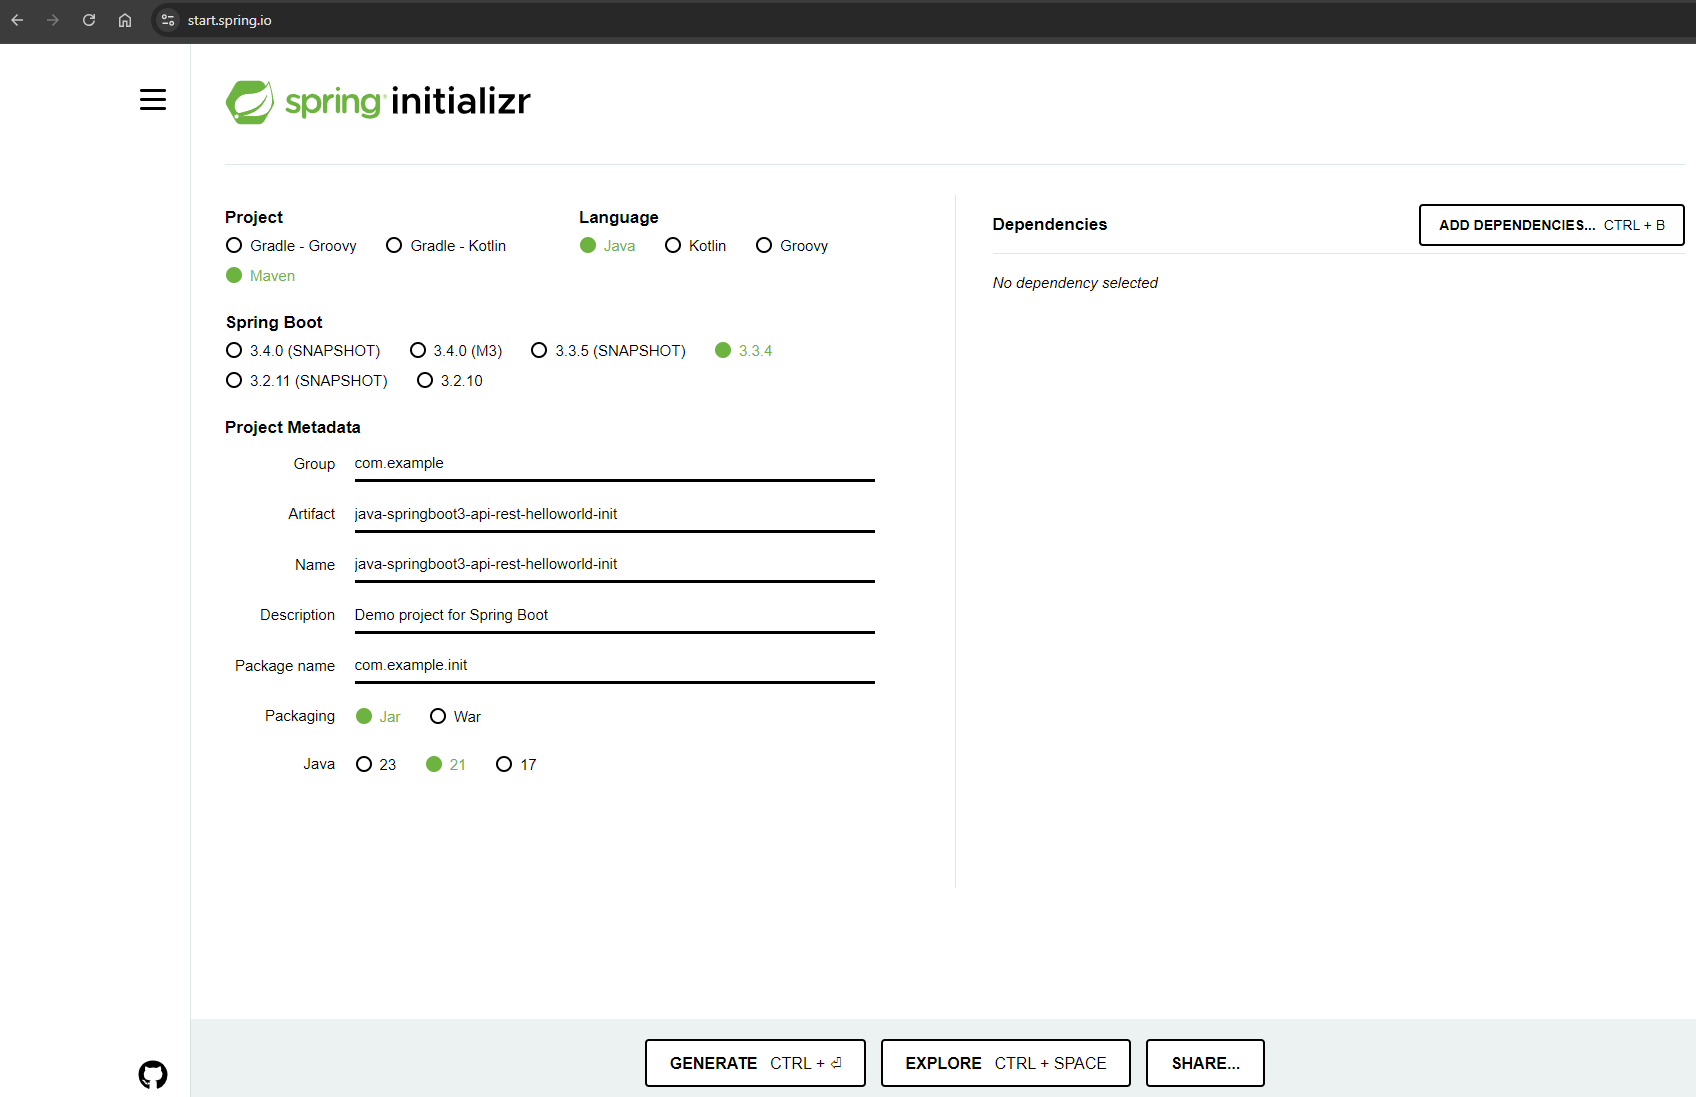 start.spring.io
spring initializr
Project
Gradle - Groovy Gradle - Kotlin
Maven
Language
Java Kotlin Groovy
Spring Boot
3.4.0 (SNAPSHOT) 3.4.0 (M3) 3.3.5 (SNAPSHOT) 3.3.4
3.2.11 (SNAPSHOT) 3.2.10
Project Metadata
Group com.example
Artifact java-springboot3-api-rest-helloworld-init
Name java-springboot3-api-rest-helloworld-init
Description Demo project for Spring Boot
Package name com.example.init
Packaging Jar War
Java 23 21 17
Dependencies ADD DEPENDENCIES... CTRL + B
No dependency selected
GENERATE CTRL + ⏎ EXPLORE CTRL + SPACE SHARE...